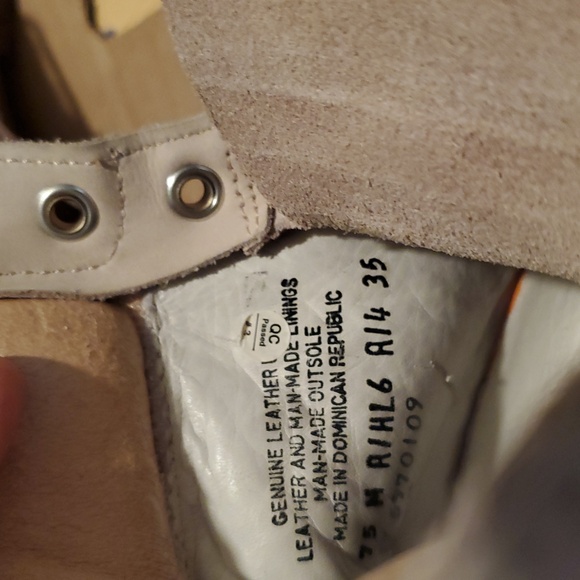 GENUINE LEATHER
LEATHER AND MAN-MADE LININGS
MAN-MADE OUTSOLE
MADE IN DOMINICAN REPUBLIC
75 M A/HL6 A14 35
QC
Passed